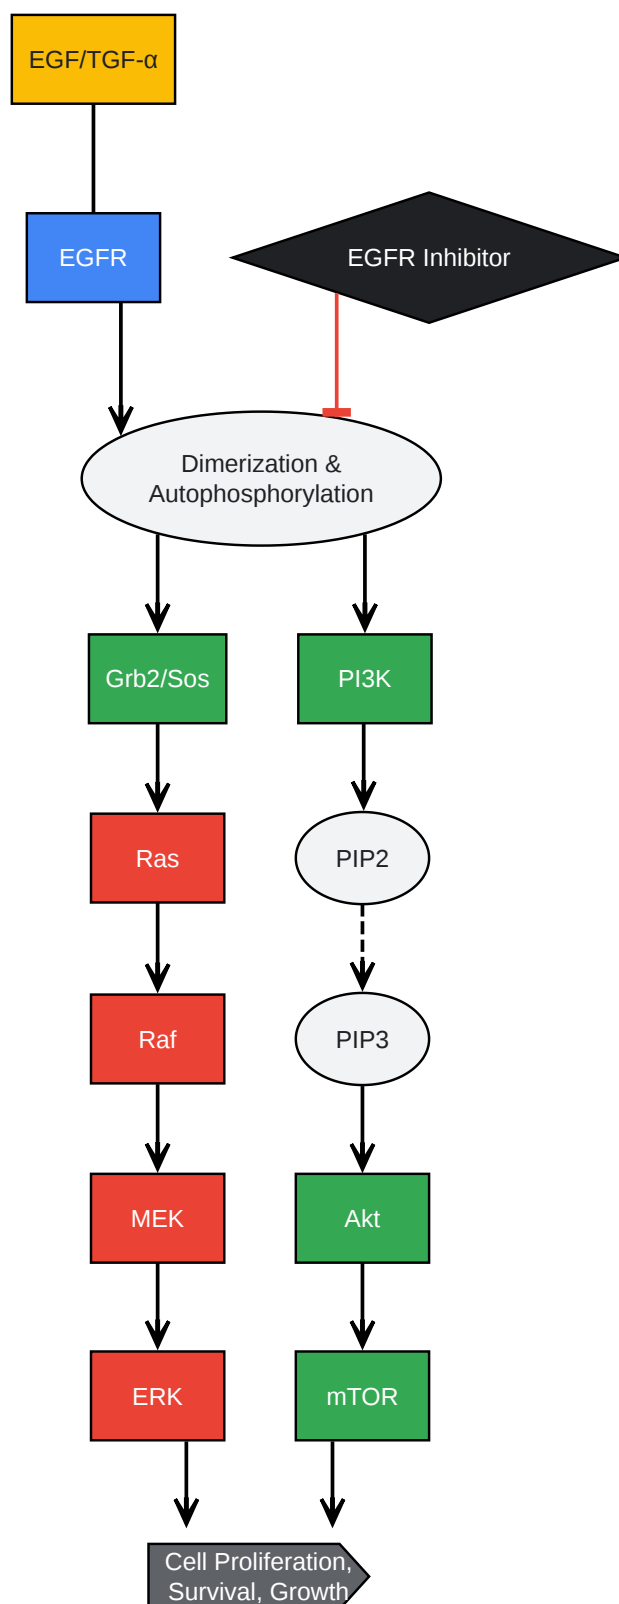 EGF/TGF-α
EGFR
EGFR Inhibitor
Dimerization &
Autophosphorylation
Grb2/Sos
PI3K
Ras
PIP2
Raf
PIP3
MEK
Akt
ERK
mTOR
Cell Proliferation,
Survival, Growth